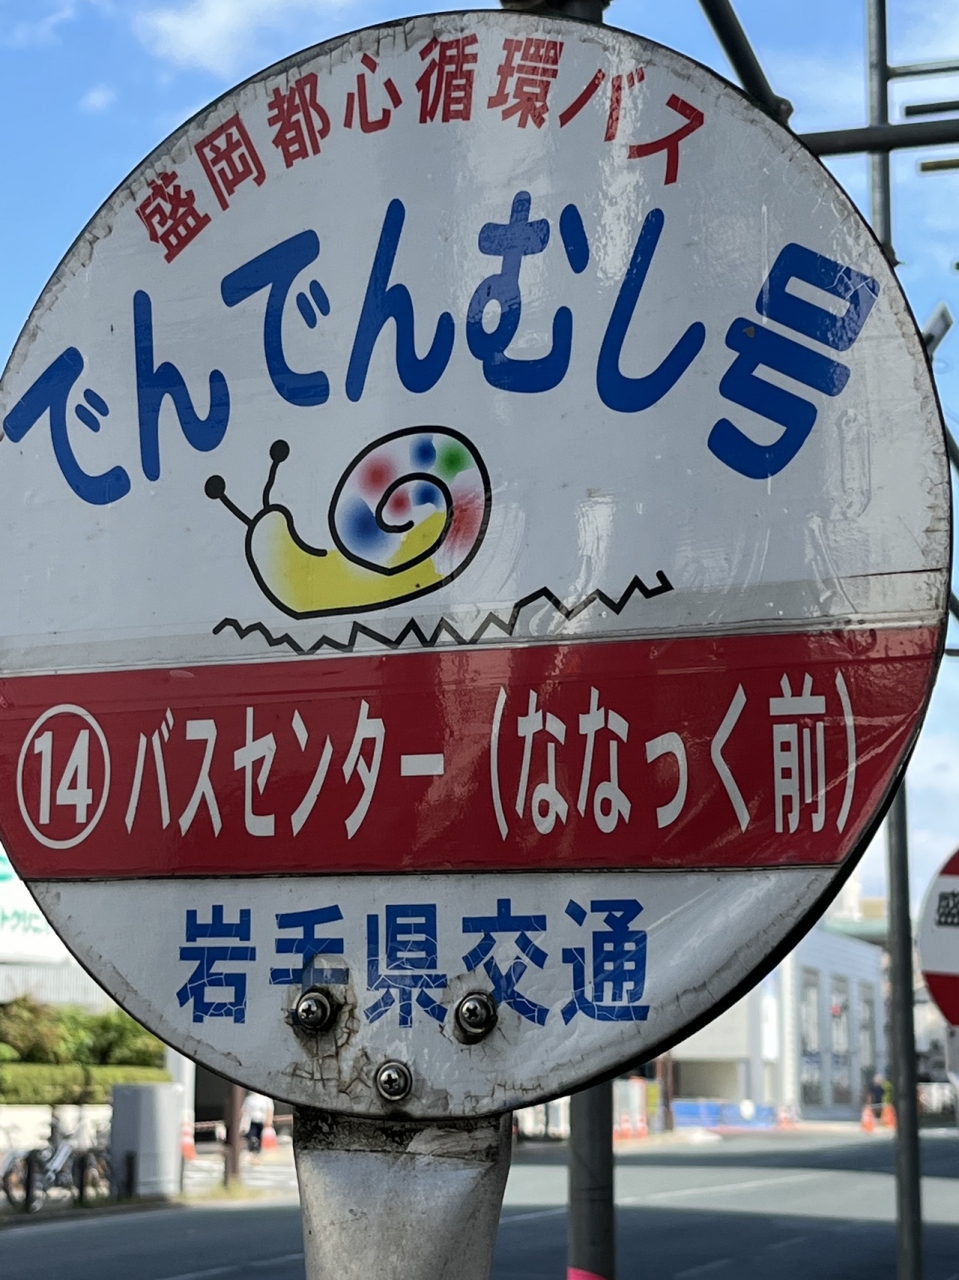 盛岡都心循環バス
でんでんむし号
⑭バスセンター(ななっく前)
岩手県交通
盛